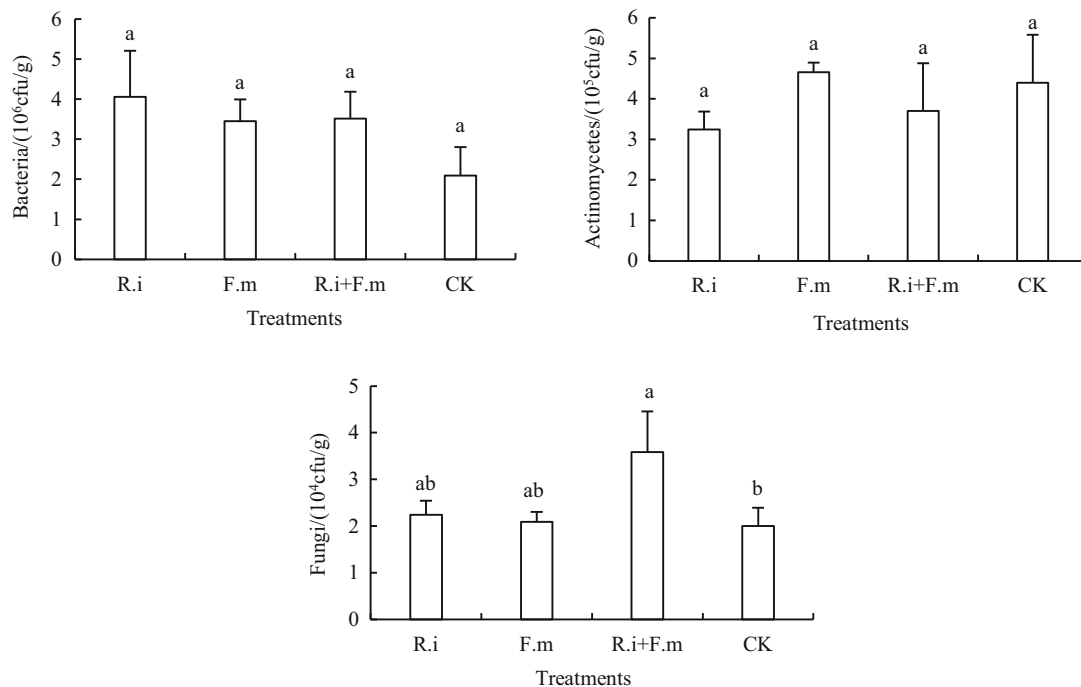 Bacteria/(10⁶cfu/g)
6
5
4
3
2
1
0
a
a
a
a
R.i
F.m
R.i+F.m
CK
Treatments
Actinomycetes/(10⁵cfu/g)
6
5
4
3
2
1
0
a
a
a
a
R.i
F.m
R.i+F.m
CK
Treatments
Fungi/(10⁴cfu/g)
5
4
3
2
1
0
ab
ab
a
b
R.i
F.m
R.i+F.m
CK
Treatments